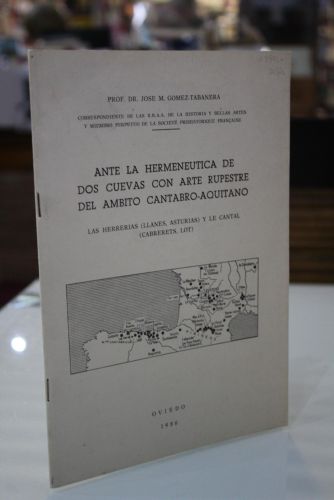 PROF. DR. JOSE M. GOMEZ-TABANERA
CORRESPONDIENTE DE LAS R.R.A.A. DE LA HISTORIA Y BELLAS ARTES
Y MIEMBRO PERPETUO DE LA SOCIETE PREHISTORIQUE FRANÇAISE
ANTE LA HERMENEUTICA DE
DOS CUEVAS CON ARTE RUPESTRE
DEL AMBITO CANTABRO-AQUITANO
LAS HERRERIAS (LLANES, ASTURIAS) Y LE CANTAL
(CABRERETS, LOT)
OVIEDO
1980